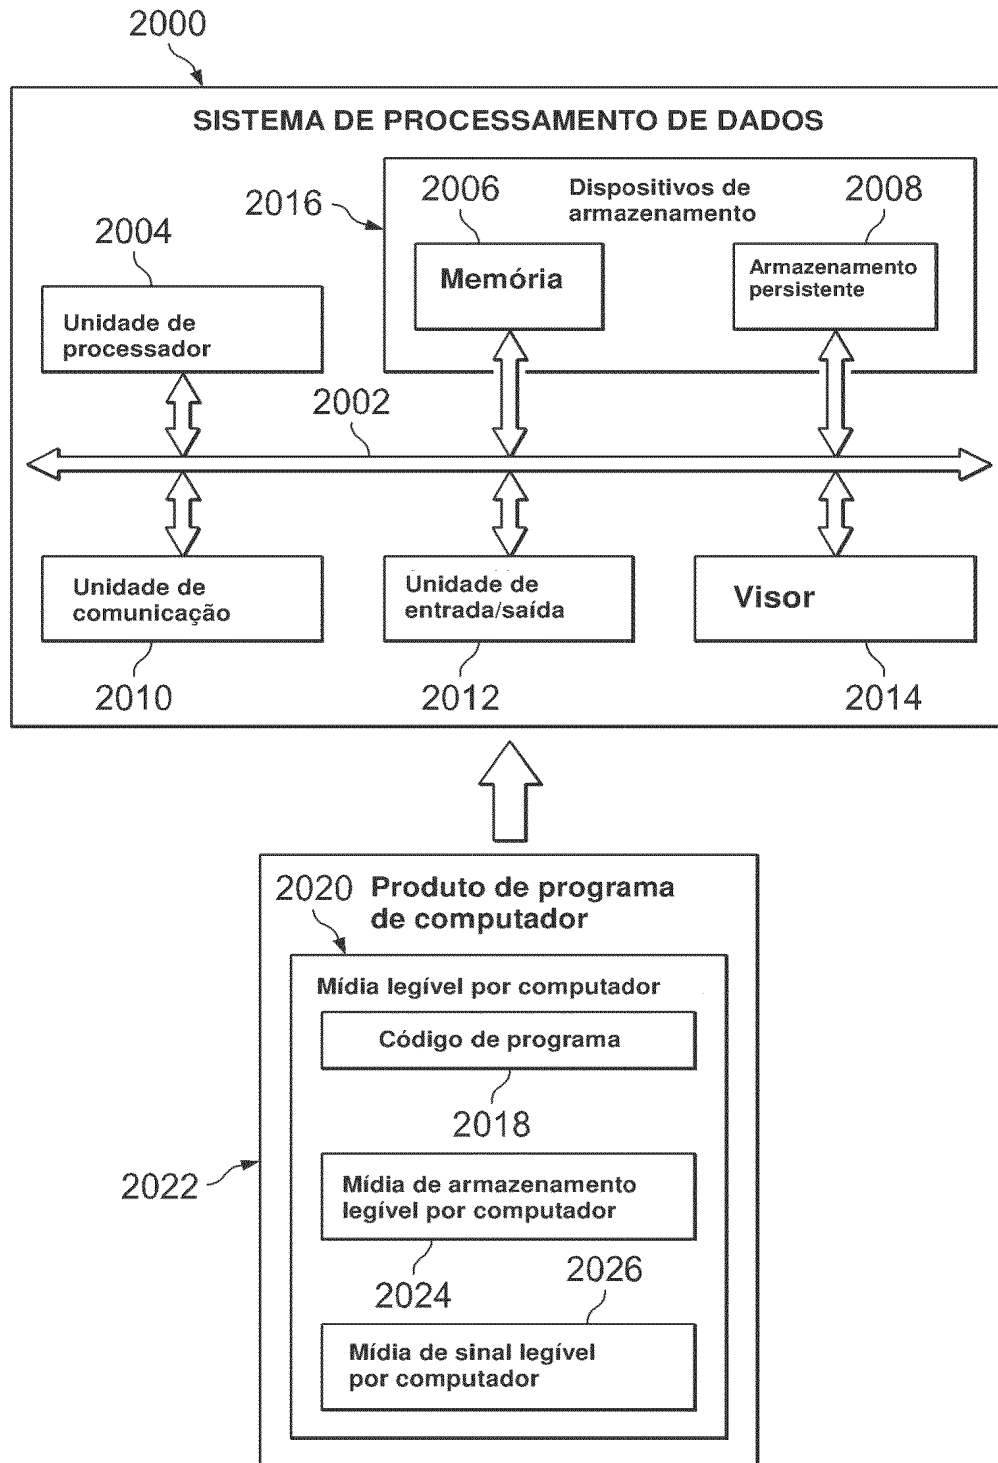 2000
SISTEMA DE PROCESSAMENTO DE DADOS
2016
2006
Dispositivos de
armazenamento
2008
2004
Memória
Armazenamento
persistente
Unidade de
processador
2002
Unidade de
comunicação
Unidade de
entrada/saída
Visor
2010
2012
2014
2020
Produto de programa
de computador
Mídia legível por computador
Código de programa
2018
2022
Mídia de armazenamento
legível por computador
2024
2026
Mídia de sinal legível
por computador